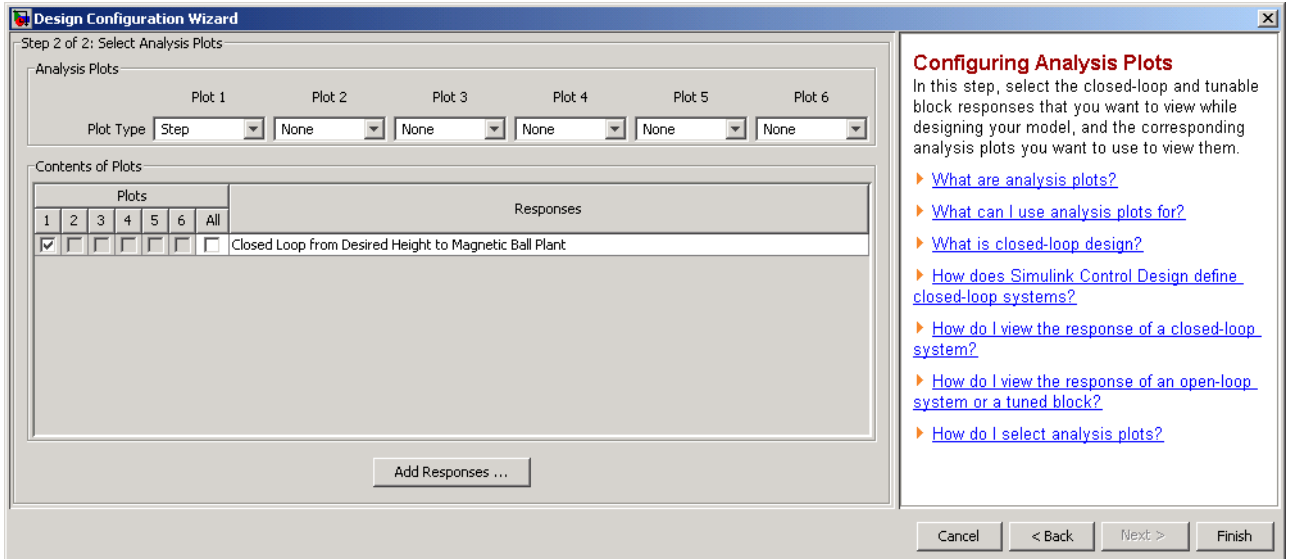 Design Configuration Wizard
Step 2 of 2: Select Analysis Plots
Analysis Plots
Plot 1 Plot 2 Plot 3 Plot 4 Plot 5 Plot 6
Plot Type Step None None None None None
Contents of Plots
Plots
Responses
1 2 3 4 5 6 All
Closed Loop from Desired Height to Magnetic Ball Plant
Add Responses ...
Configuring Analysis Plots
In this step, select the closed-loop and tunable
block responses that you want to view while
designing your model, and the corresponding
analysis plots you want to use to view them.
What are analysis plots?
What can I use analysis plots for?
What is closed-loop design?
How does Simulink Control Design define
closed-loop systems?
How do I view the response of a closed-loop
system?
How do I view the response of an open-loop
system or a tuned block?
How do I select analysis plots?
Cancel < Back Next > Finish